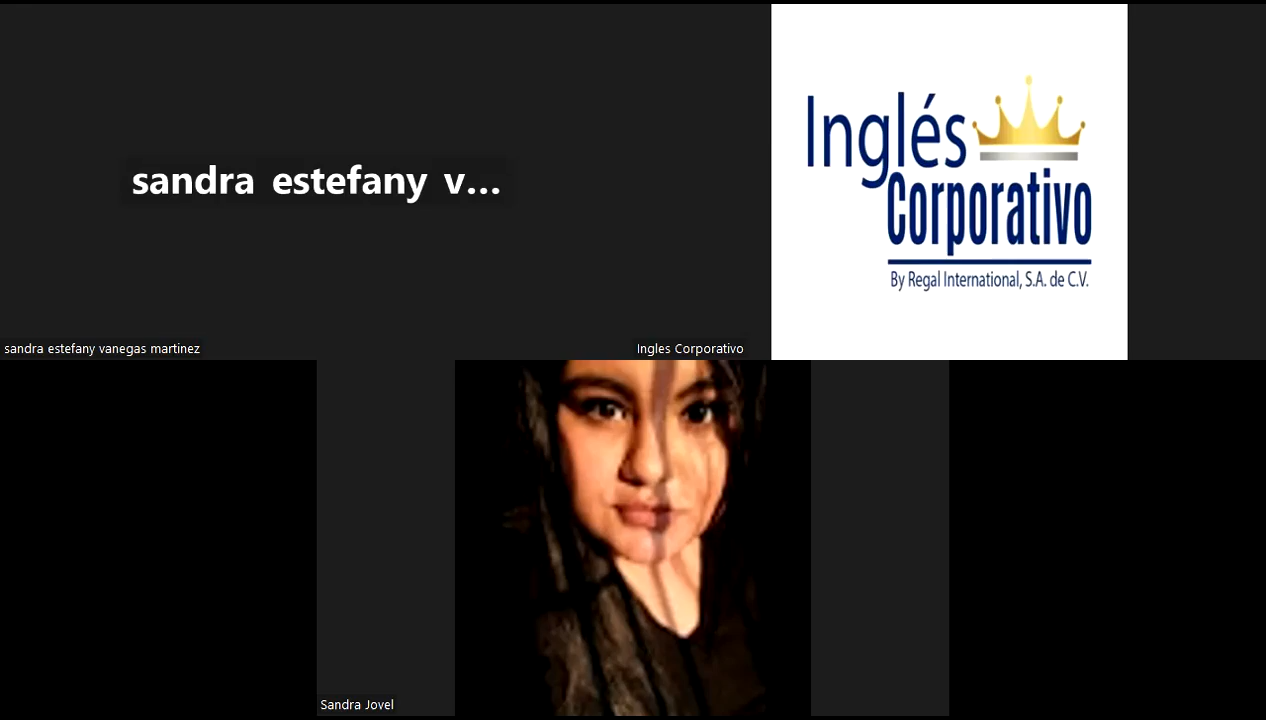 sandra estefany v...
Inglés
Corporativo
By Regal International, S.A. de C.V.
sandra estefany vanegas martinez
Ingles Corporativo
Sandra Jovel